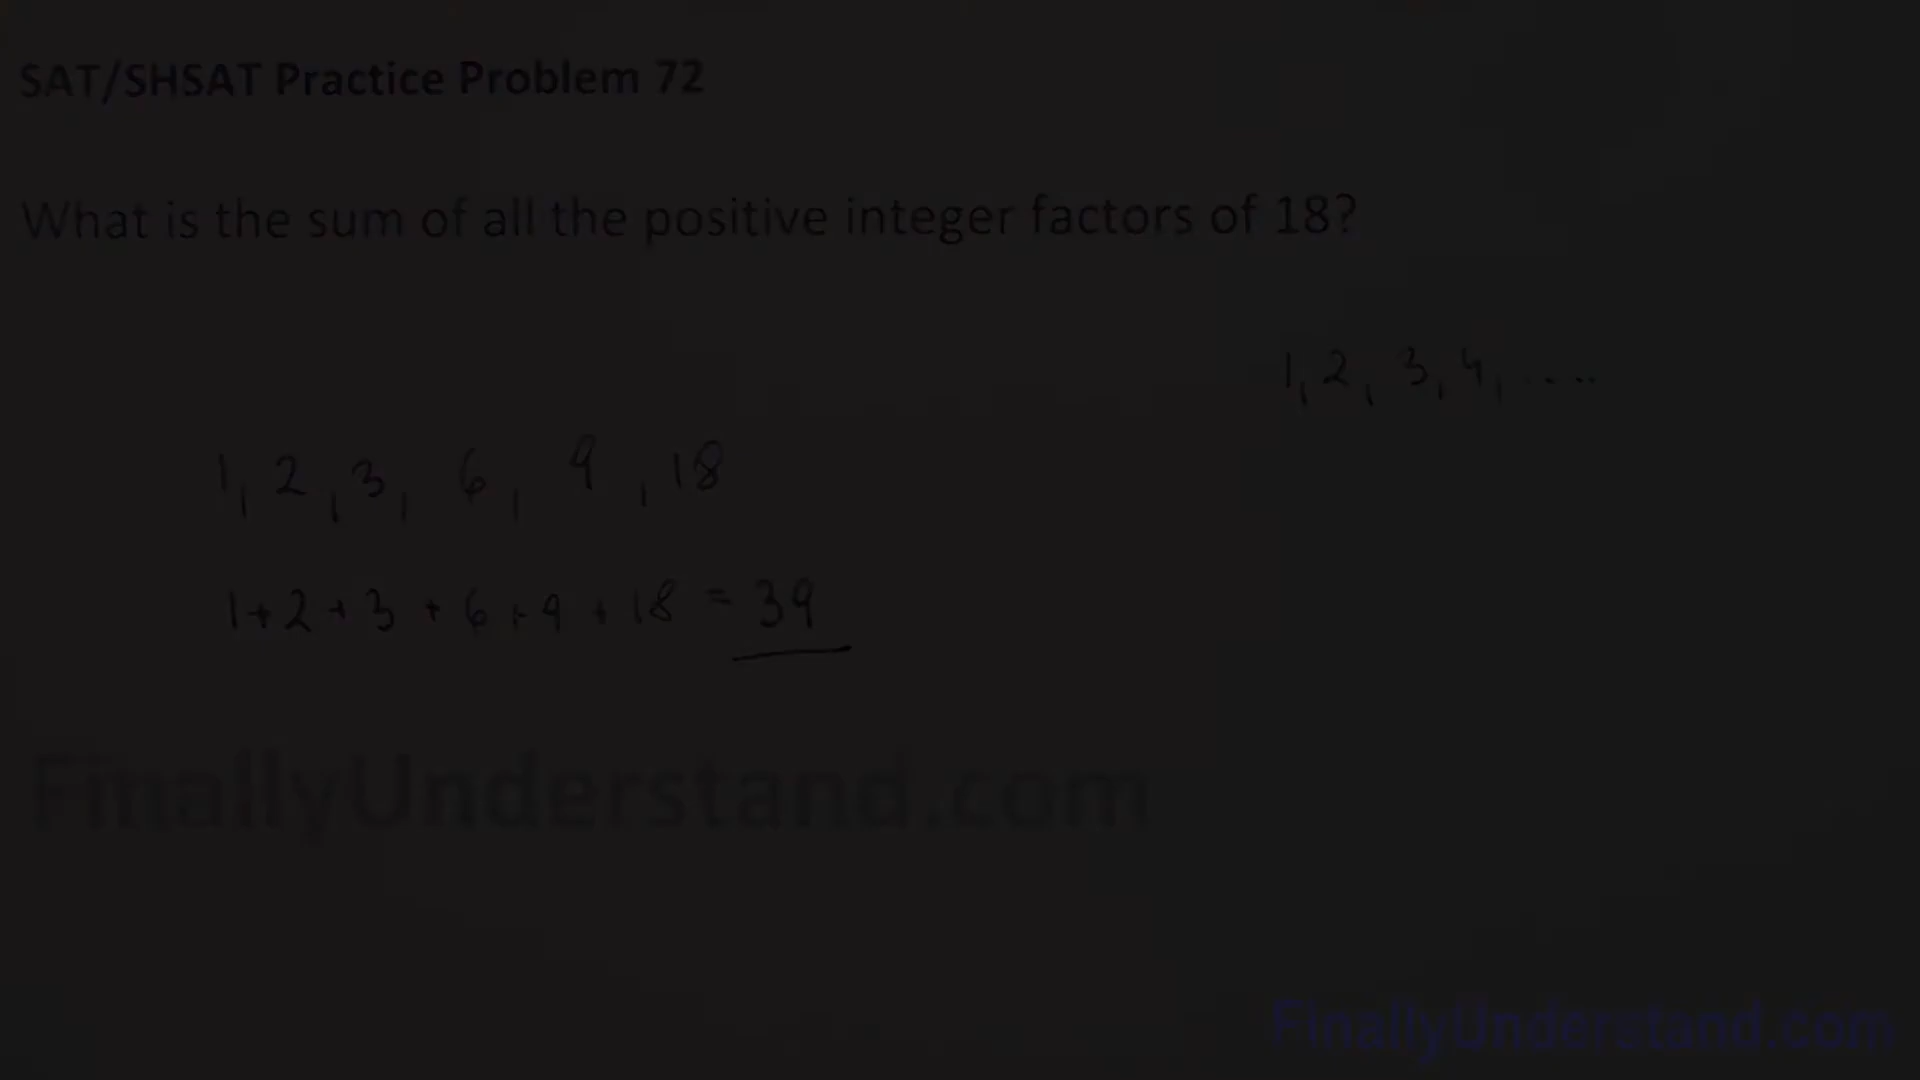 SAT/SHSAT Practice Problem 72
What is the sum of all the positive integer factors of 18?
1, 2, 3, 4, ....
1, 2, 3, 6, 9, 18
1+2+3+6+9+18 = 39
FinallyUnderstand.com
FinallyUnderstand.com